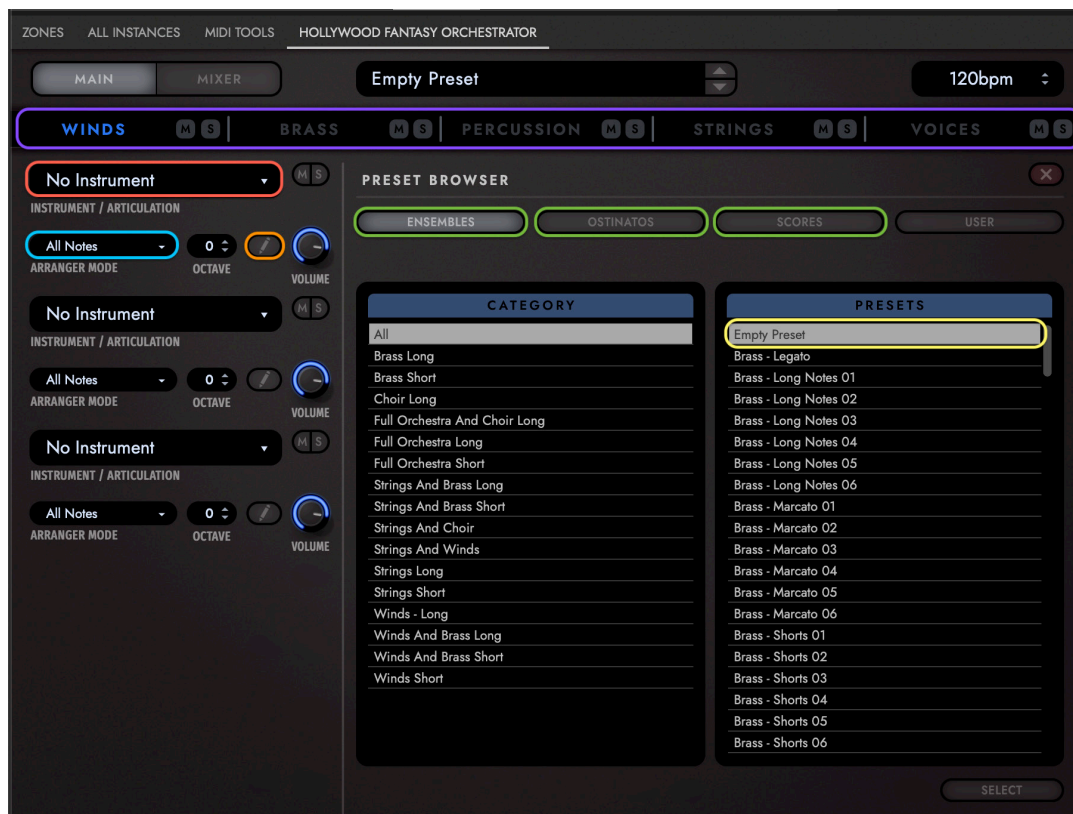 ZONES ALL INSTANCES MIDI TOOLS HOLLYWOOD FANTASY ORCHESTRATOR
MAIN MIXER Empty Preset 120bpm
WINDS M S BRASS M S PERCUSSION M S STRINGS M S VOICES M S
No Instrument M S
INSTRUMENT / ARTICULATION
All Notes 0
ARRANGER MODE OCTAVE VOLUME
No Instrument M S
INSTRUMENT / ARTICULATION
All Notes 0
ARRANGER MODE OCTAVE VOLUME
No Instrument M S
INSTRUMENT / ARTICULATION
All Notes 0
ARRANGER MODE OCTAVE VOLUME
PRESET BROWSER X
ENSEMBLES OSTINATOS SCORES USER
CATEGORY
All
Brass Long
Brass Short
Choir Long
Full Orchestra And Choir Long
Full Orchestra Long
Full Orchestra Short
Strings And Brass Long
Strings And Brass Short
Strings And Choir
Strings And Winds
Strings Long
Strings Short
Winds - Long
Winds And Brass Long
Winds And Brass Short
Winds Short
PRESETS
Empty Preset
Brass - Legato
Brass - Long Notes 01
Brass - Long Notes 02
Brass - Long Notes 03
Brass - Long Notes 04
Brass - Long Notes 05
Brass - Long Notes 06
Brass - Marcato 01
Brass - Marcato 02
Brass - Marcato 03
Brass - Marcato 04
Brass - Marcato 05
Brass - Marcato 06
Brass - Shorts 01
Brass - Shorts 02
Brass - Shorts 03
Brass - Shorts 04
Brass - Shorts 05
Brass - Shorts 06
SELECT